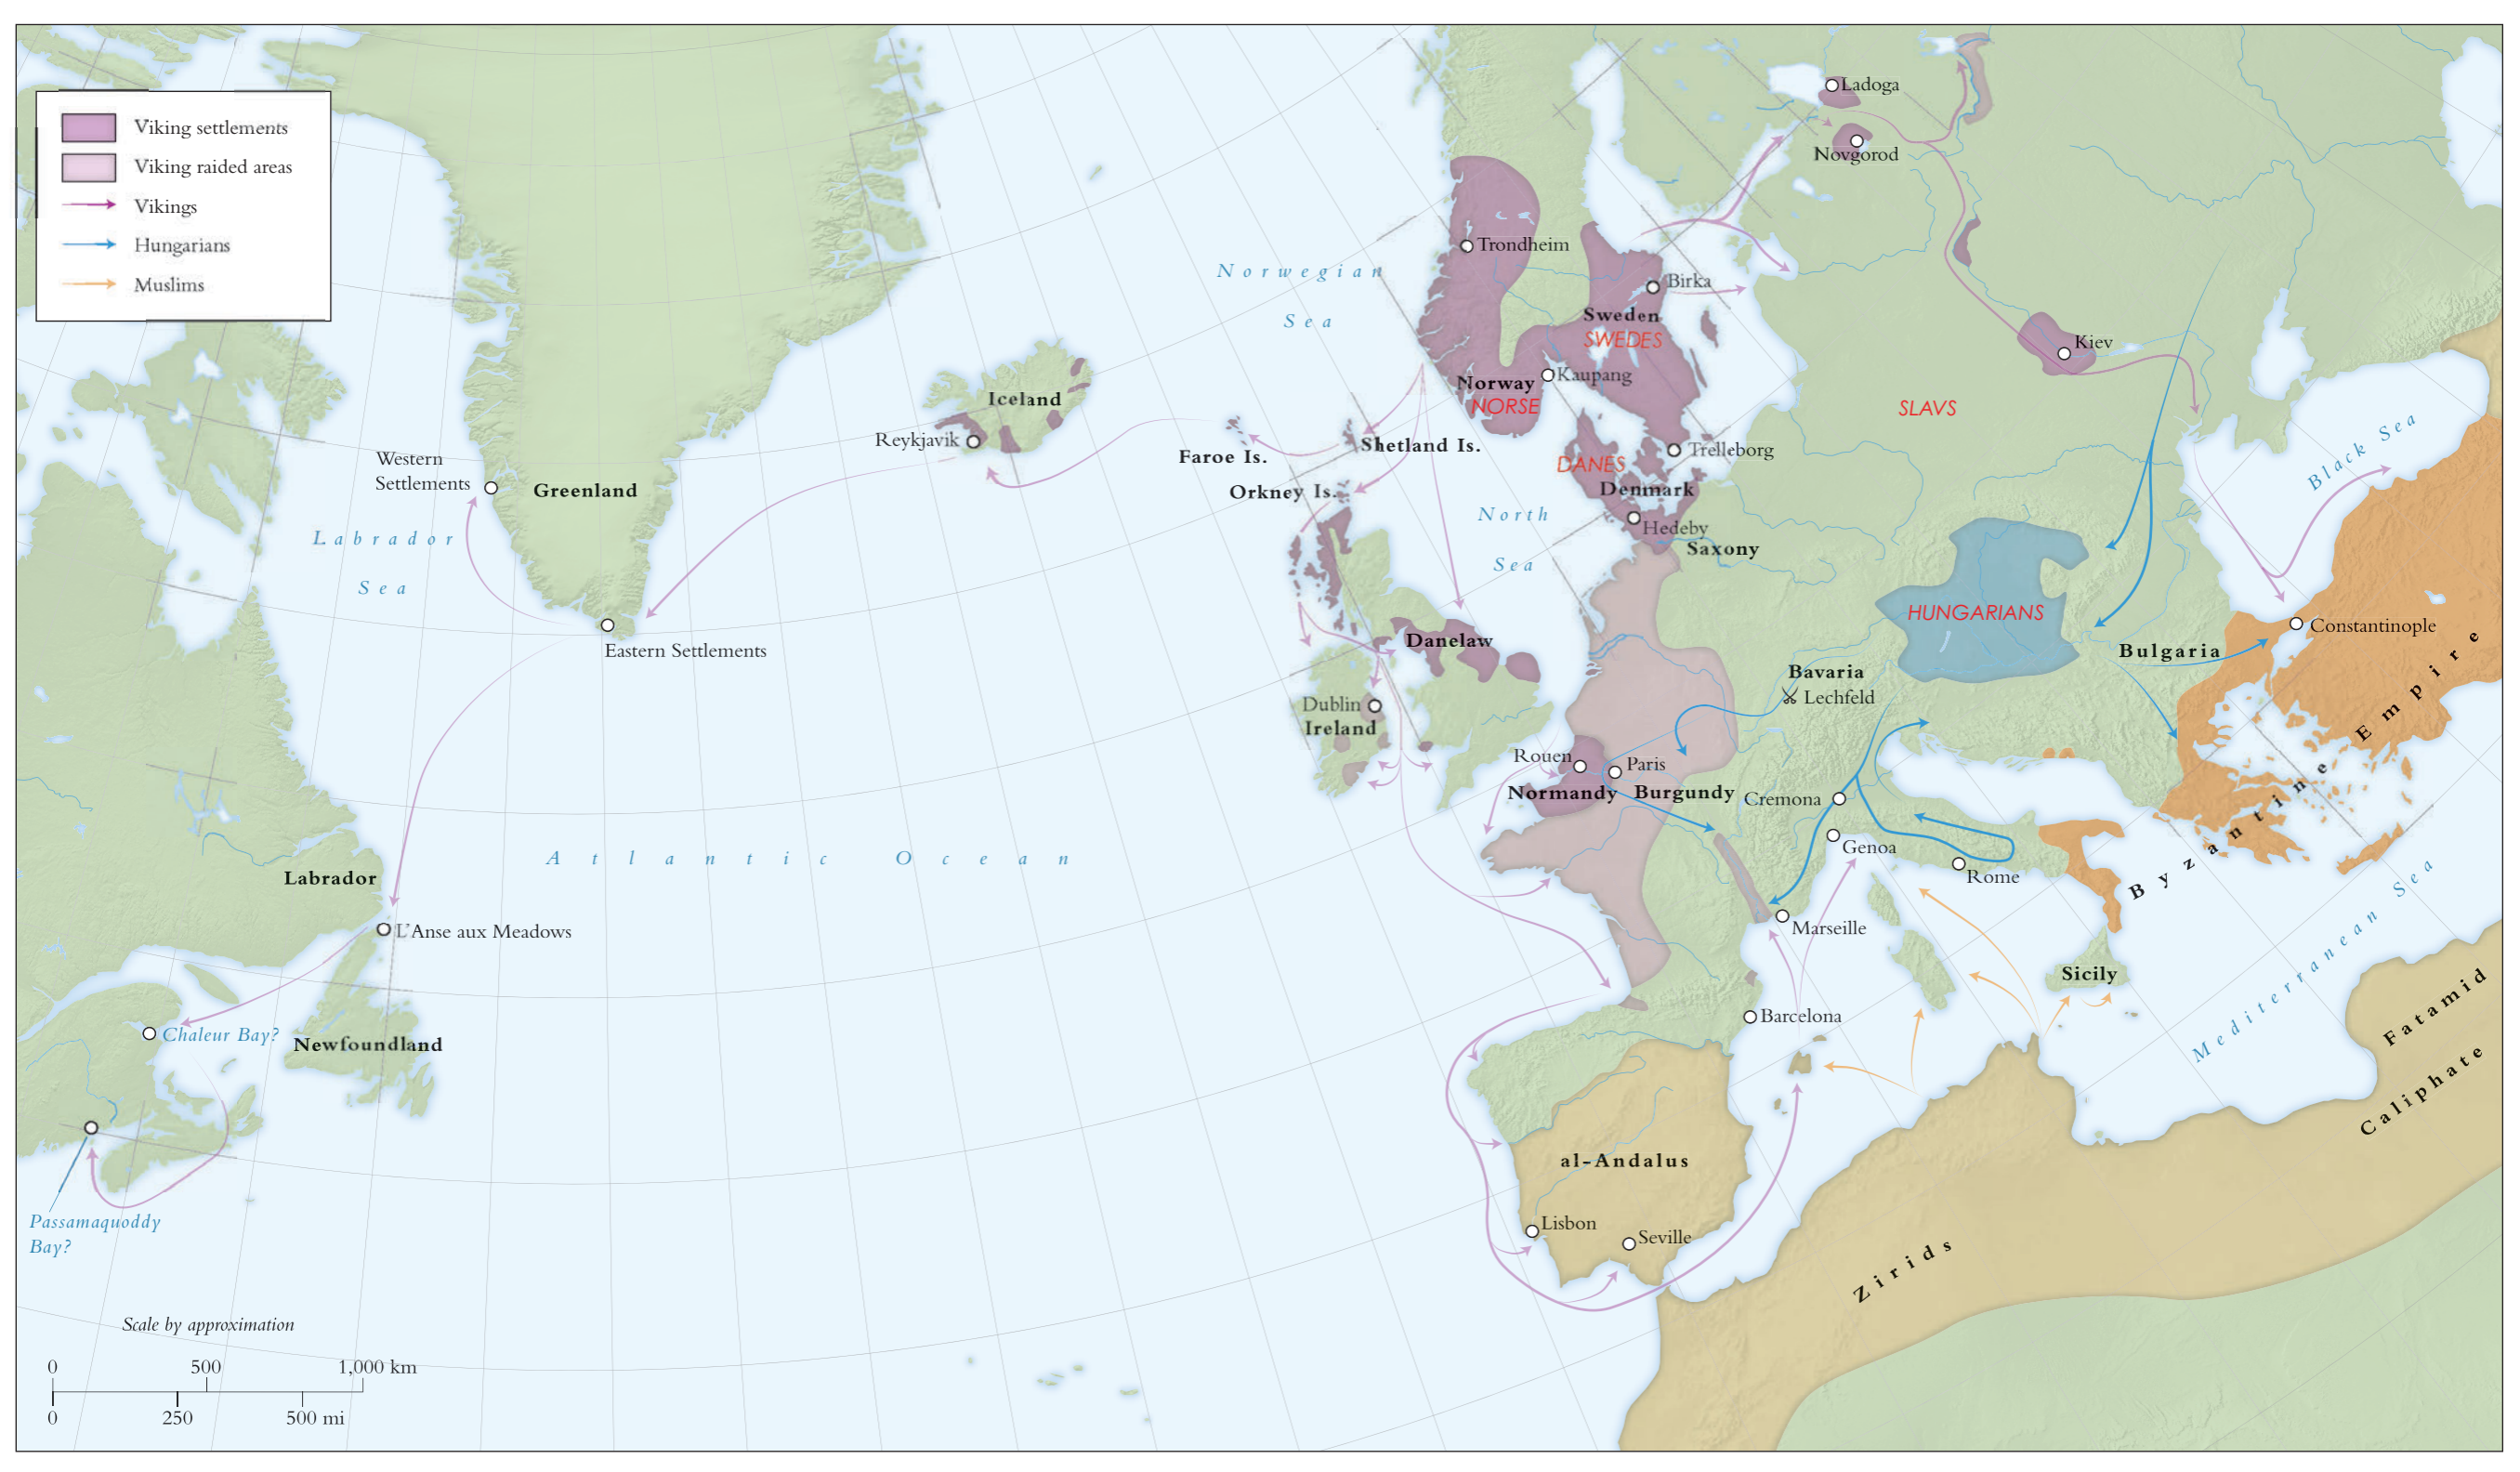 Viking settlements
Viking raided areas
Vikings
Hungarians
Muslims
Ladoga
Novgorod
Trondheim
Norwegian
Sea
Birka
Sweden
SWEDES
Kiev
Kaupang
Norway
NORSE
Iceland
Reykjavik
Faroe Is.
Shetland Is.
Orkney Is.
SLAVS
Black Sea
Trelleborg
DANES
Denmark
Hedeby
Saxony
North
Sea
Western
Settlements
Greenland
Labrador
Sea
Eastern Settlements
HUNGARIANS
Constantinople
Bulgaria
Byzantine Empire
Danelaw
Bavaria
Lechfeld
Dublin
Ireland
Rouen
Paris
Normandy
Burgundy
Cremona
Genoa
Rome
Marseille
Atlantic Ocean
Labrador
L'Anse aux Meadows
Sicily
Mediterranean Sea
Fatamid
Caliphate
Barcelona
Chaleur Bay?
Newfoundland
al-Andalus
Lisbon
Seville
Zirids
Passamaquoddy
Bay?
Scale by approximation
0 500 1,000 km
0 250 500 mi